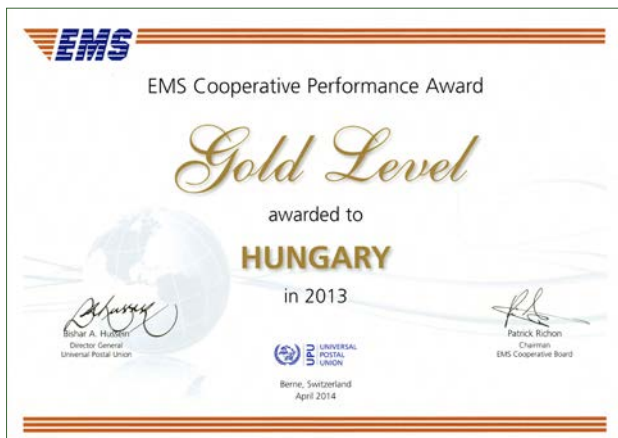 EMS
EMS Cooperative Performance Award
Gold Level
awarded to
HUNGARY
in 2013
Bishar A. Hussein
Director General
Universal Postal Union
Patrick Richon
Chairman
EMS Cooperative Board
UPU UNIVERSAL
POSTAL
UNION
Berne, Switzerland
April 2014